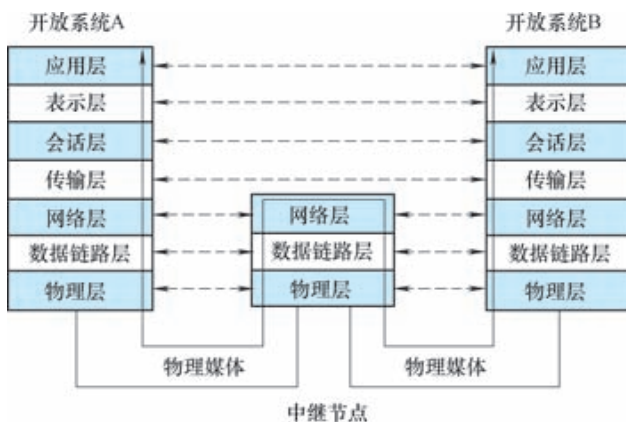 开放系统A
开放系统B
应用层
应用层
表示层
表示层
会话层
会话层
传输层
传输层
网络层
网络层
网络层
数据链路层
数据链路层
数据链路层
物理层
物理层
物理层
物理媒体
物理媒体
中继节点